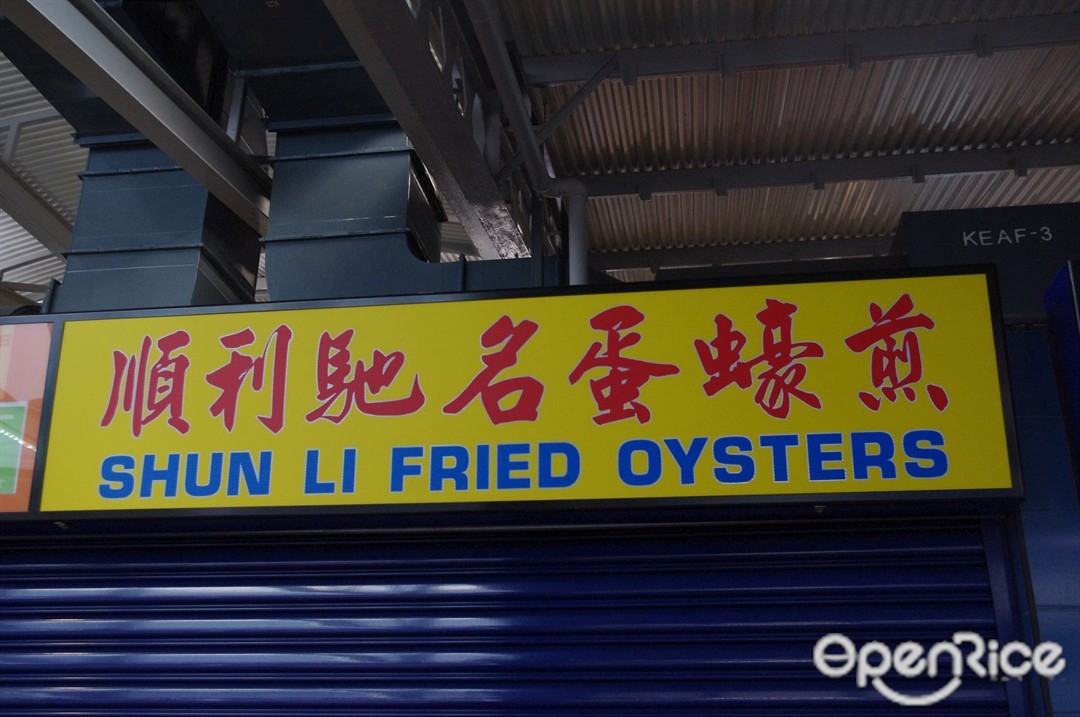 KEAF-3
順利馳名蛋蠔煎
SHUN LI FRIED OYSTERS
OpenRice